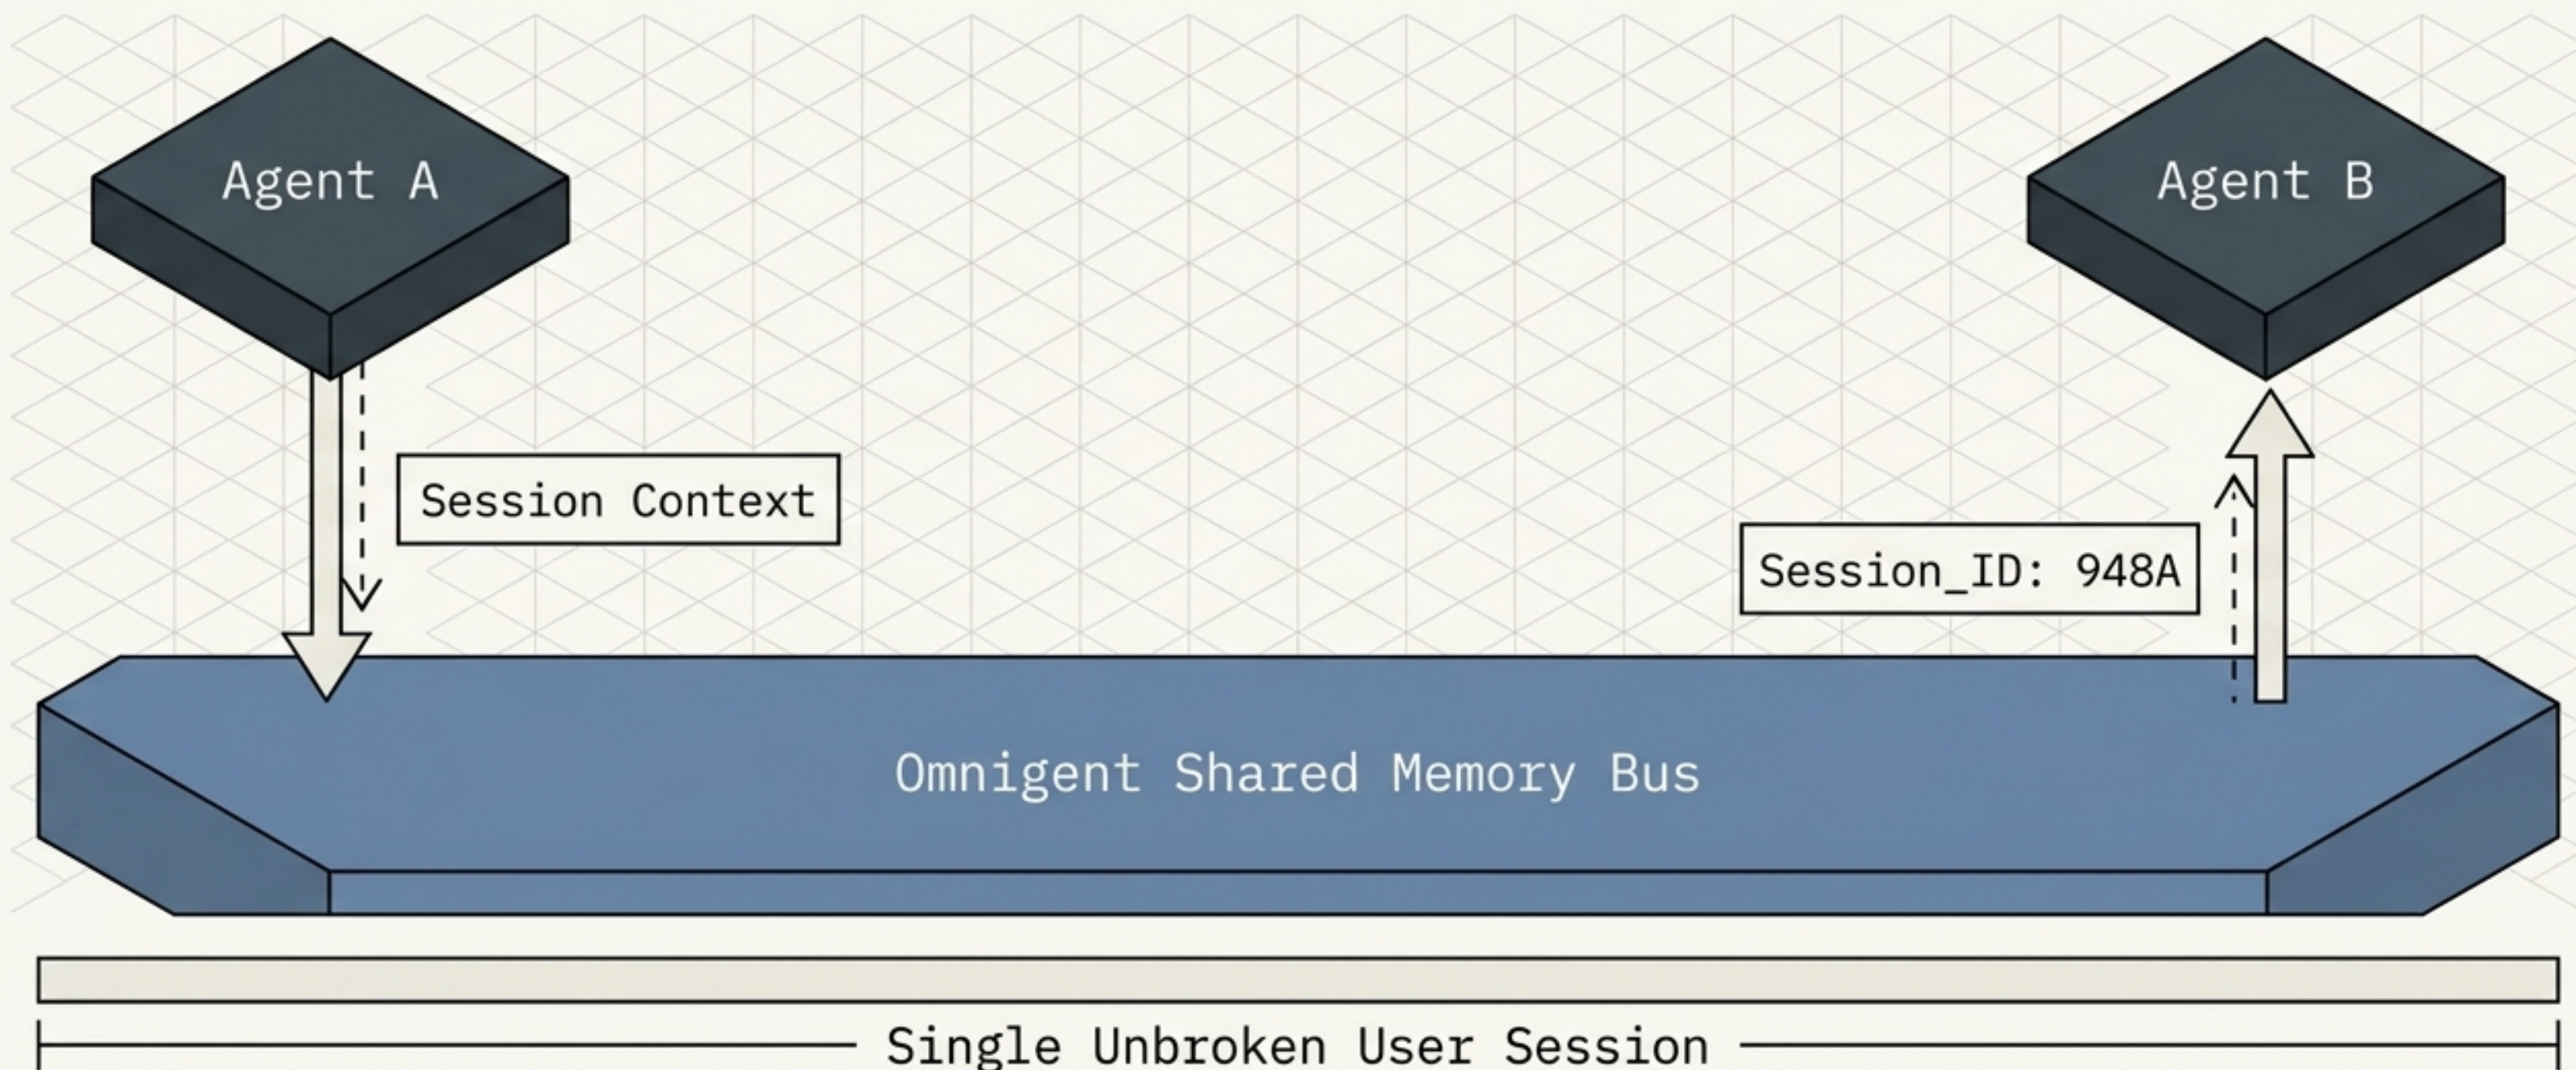 Agent A
Agent B
Session Context
Session_ID: 948A
Omnigent Shared Memory Bus
Single Unbroken User Session